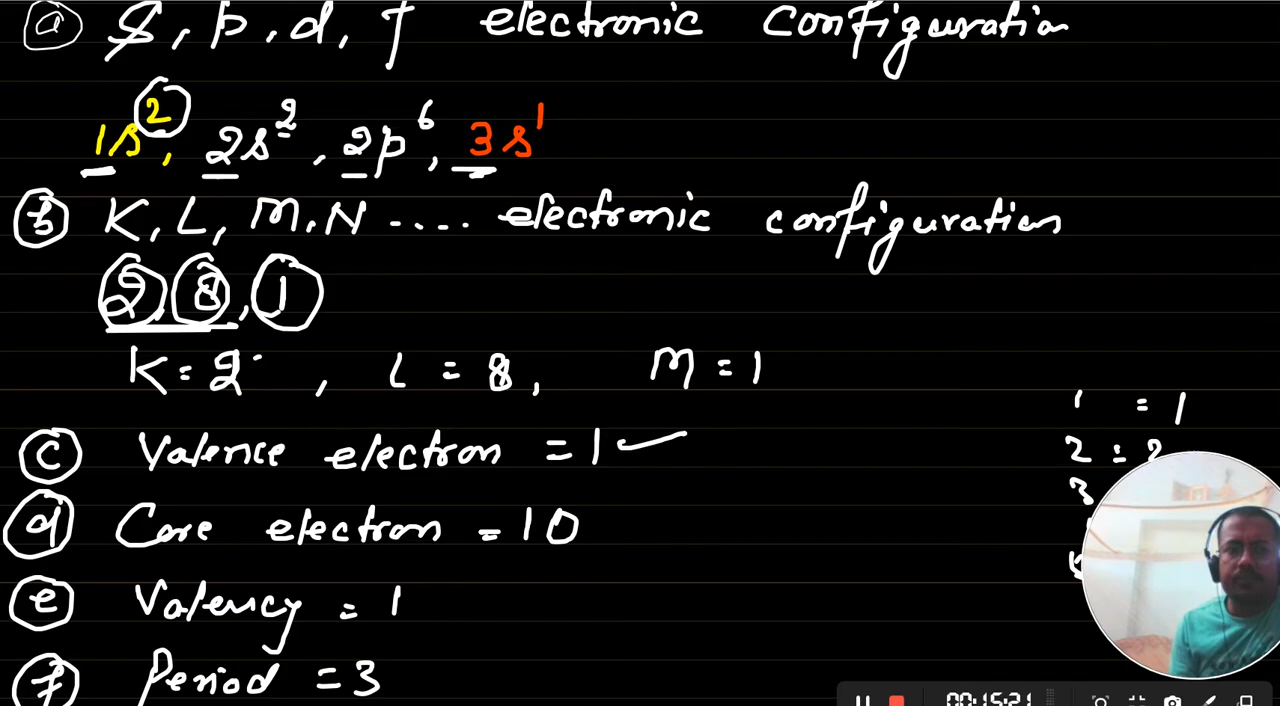 (a) s, p, d, f electronic configuration
1s², 2s², 2p⁶, 3s¹
(b) K, L, M, N .... electronic configuration
2, 8, 1
K = 2, L = 8, M = 1
1 = 1
(c) Valence electron = 1 ✓
2 = 2
3
(d) Core electron = 10
(e) Valency = 1
(f) Period = 3
00:15:21